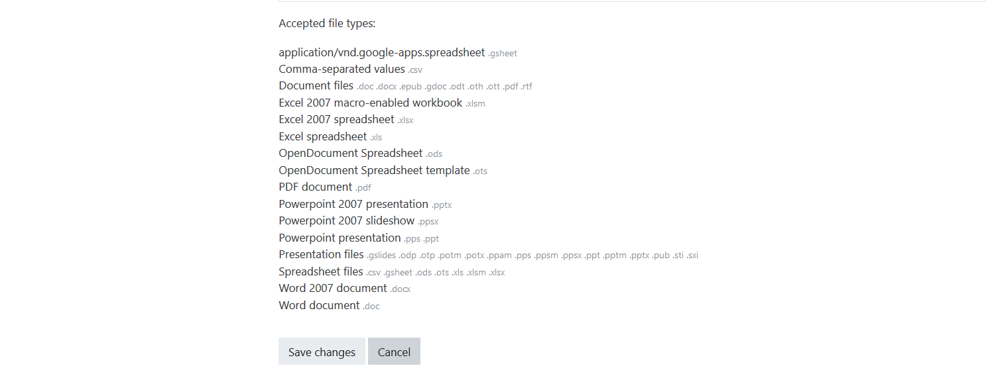 Accepted file types:
application/vnd.google-apps.spreadsheet .gsheet
Comma-separated values .csv
Document files .doc .docx .epub .gdoc .odt .oth .ott .pdf .rtf
Excel 2007 macro-enabled workbook .xlsm
Excel 2007 spreadsheet .xlsx
Excel spreadsheet .xls
OpenDocument Spreadsheet .ods
OpenDocument Spreadsheet template .ots
PDF document .pdf
Powerpoint 2007 presentation .pptx
Powerpoint 2007 slideshow .ppsx
Powerpoint presentation .pps .ppt
Presentation files .gslides .odp .otp .potm .potx .ppam .pps .ppsm .ppsx .ppt .pptm .pptx .pub .sti .sxi
Spreadsheet files .csv .gsheet .ods .ots .xls .xlsm .xlsx
Word 2007 document .docx
Word document .doc
Save changes Cancel